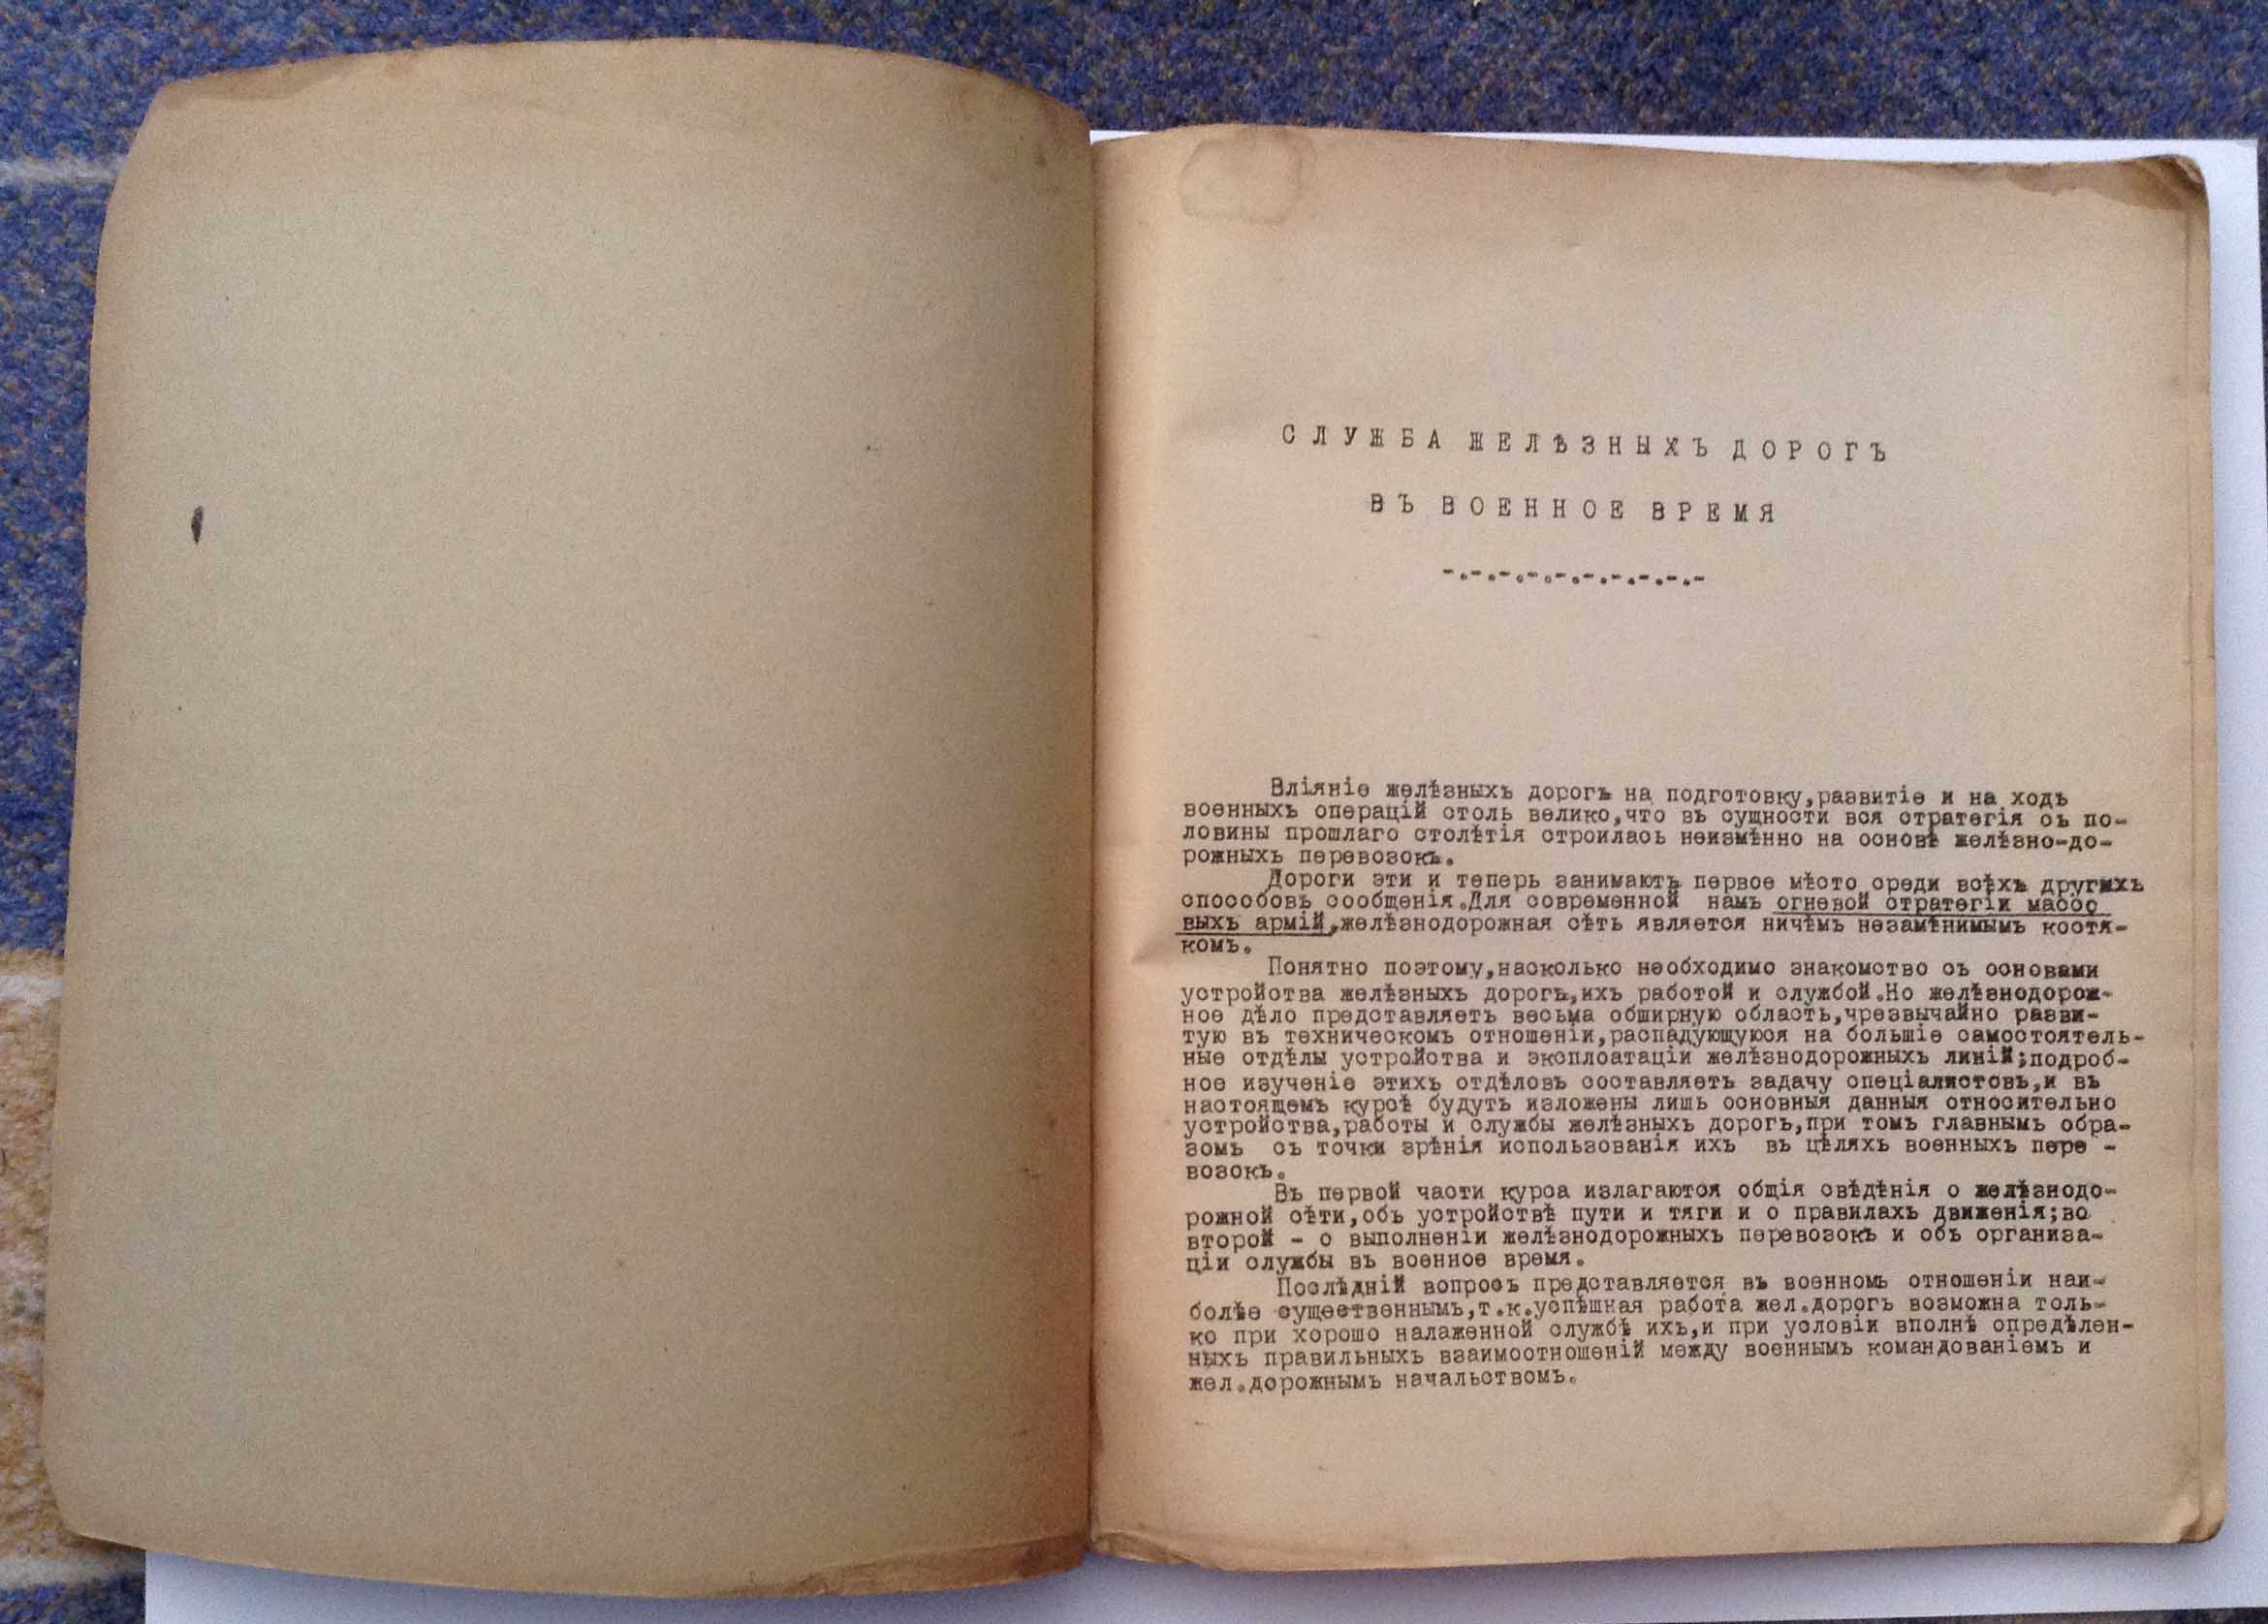 СЛУЖБА ЖЕЛѢЗНЫХЪ ДОРОГЪ
ВЪ ВОЕННОЕ ВРЕМЯ
-.-.-.-.-.-.-.-.-.-
Вліяніе желѣзныхъ дорогъ на подготовку,развитіе и на ходъ
военныхъ операцій столь велико,что въ сущности вся стратегія съ по-
ловины прошлаго столѣтія строилась неизмѣнно на основѣ желѣзно-до-
рожныхъ перевозокъ.
Дороги эти и теперь занимаютъ первое мѣсто среди всѣхъ другихъ
способовъ сообщенія.Для современной намъ огневой стратегіи массо
выхъ армій,желѣзнодорожная сѣть является ничѣмъ незамѣнимымъ костя-
комъ.
Понятно поэтому,насколько необходимо знакомство съ основами
устройства желѣзныхъ дорогъ,ихъ работой и службой.Но желѣзнодорож-
ное дѣло представляетъ весьма обширную область,чрезвычайно разви-
тую въ техническомъ отношеніи,распадующуюся на большіе самостоятель-
ные отдѣлы устройства и эксплоатаціи желѣзнодорожныхъ линій;подроб-
ное изученіе этихъ отдѣловъ составляетъ задачу спеціалистовъ,и въ
настоящемъ курсѣ будутъ изложены лишь основныя данныя относительно
устройства,работы и службы желѣзныхъ дорогъ,при томъ главнымъ обра-
зомъ съ точки зрѣнія использованія ихъ въ цѣляхъ военныхъ пере -
возокъ.
Въ первой части курса излагаются общія свѣдѣнія о желѣзнодо-
рожной сѣти,объ устройствѣ пути и тяги и о правилахъ движенія;во
второй - о выполненіи желѣзнодорожныхъ перевозокъ и объ организа-
ціи службы въ военное время.
Послѣдній вопросъ представляется въ военномъ отношеніи наи-
болѣе существеннымъ,т.к.успѣшная работа жел.дорогъ возможна толь-
ко при хорошо налаженной службѣ ихъ,и при условіи вполнѣ опредѣлен-
ныхъ правильныхъ взаимоотношеній между военнымъ командованіемъ и
жел.дорожнымъ начальствомъ.